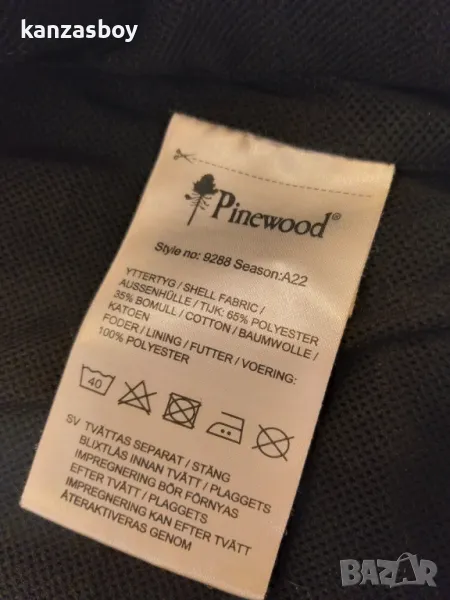 kanzasboy
Pinewood®
Style no: 9288 Season:A22
YTTERTYG / SHELL FABRIC /
AUSSENHÜLLE / TIJK: 65% POLYESTER
35% BOMULL / COTTON / BAUMWOLLE /
KATOEN
FODER / LINING / FUTTER / VOERING:
100% POLYESTER
40
SV TVÄTTAS SEPARAT / STÄNG
BLIXTLÅS INNAN TVÄTT / PLAGGETS
IMPREGNERING BÖR FÖRNYAS
EFTER TVÄTT / PLAGGETS
IMPREGNERING KAN EFTER TVÄTT
ÅTERAKTIVERAS GENOM
BAZAR